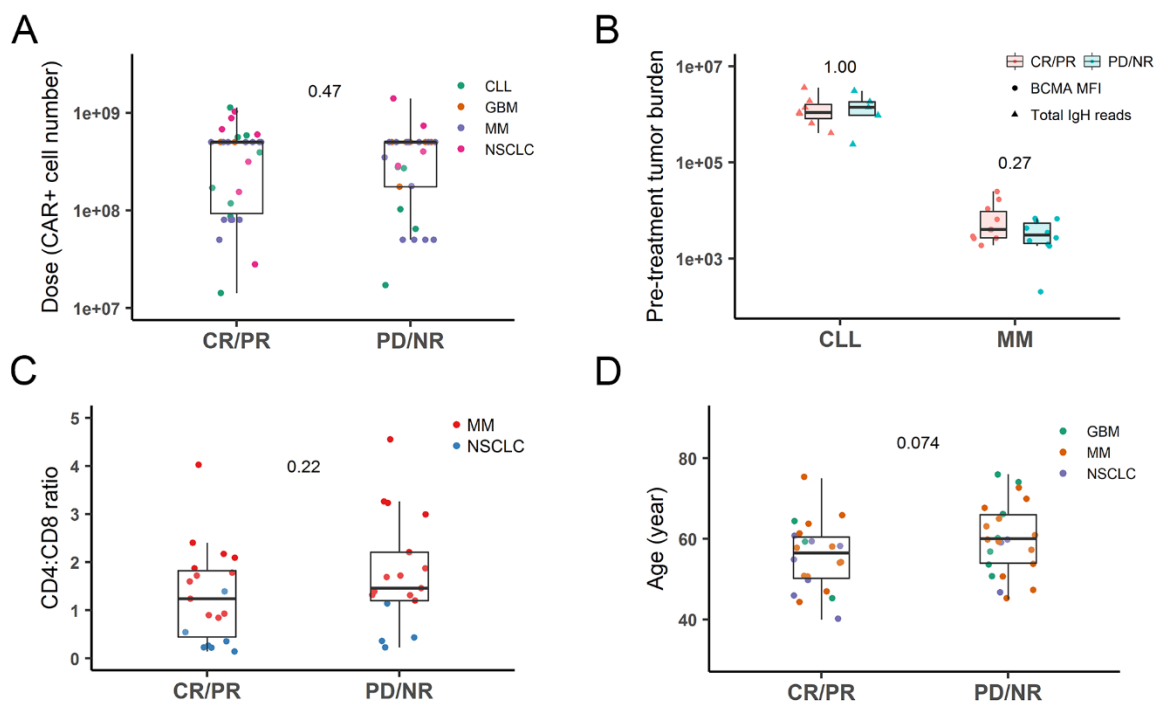 A
Dose (CAR+ cell number)
1e+09
1e+08
1e+07
0.47
CLL
GBM
MM
NSCLC
CR/PR
PD/NR
B
Pre-treatment tumor burden
1e+07
1e+05
1e+03
1.00
0.27
CR/PR
PD/NR
BCMA MFI
Total IgH reads
CLL
MM
C
CD4:CD8 ratio
5
4
3
2
1
0
0.22
MM
NSCLC
CR/PR
PD/NR
D
Age (year)
80
60
40
0.074
GBM
MM
NSCLC
CR/PR
PD/NR